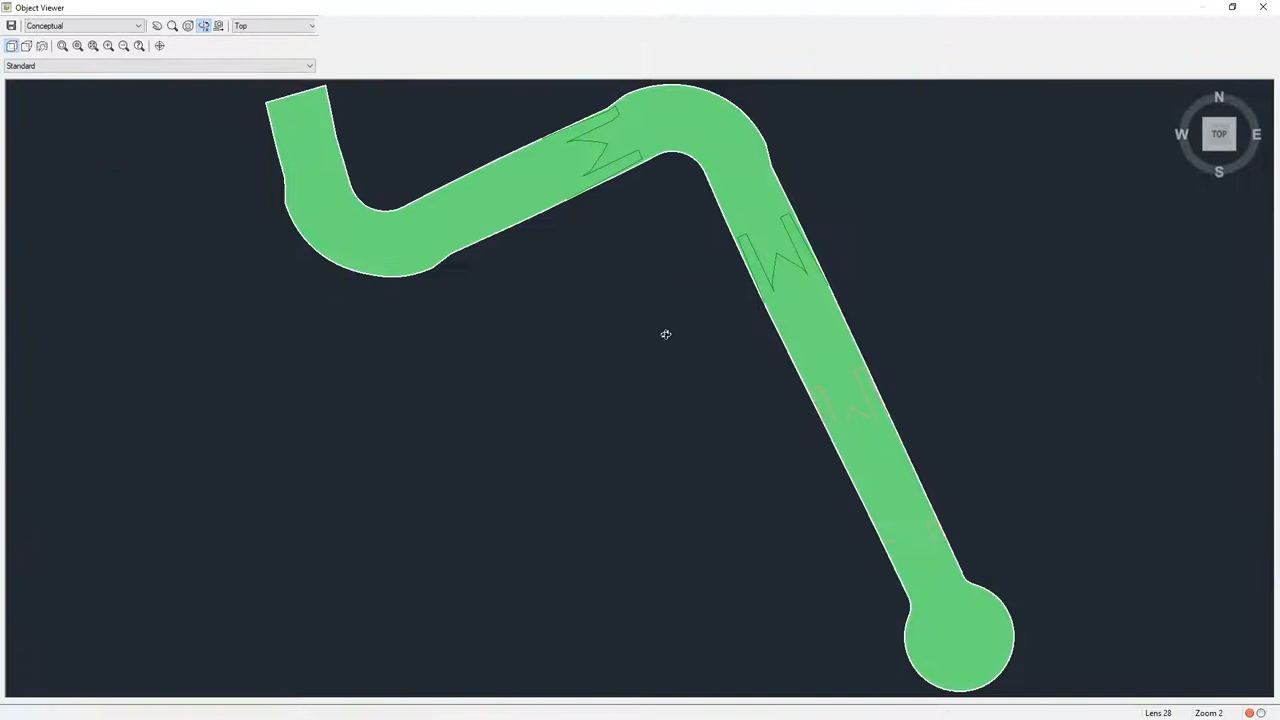 Object Viewer
Conceptual
Top
Standard
N
W
TOP
E
S
Lens 28
Zoom 2